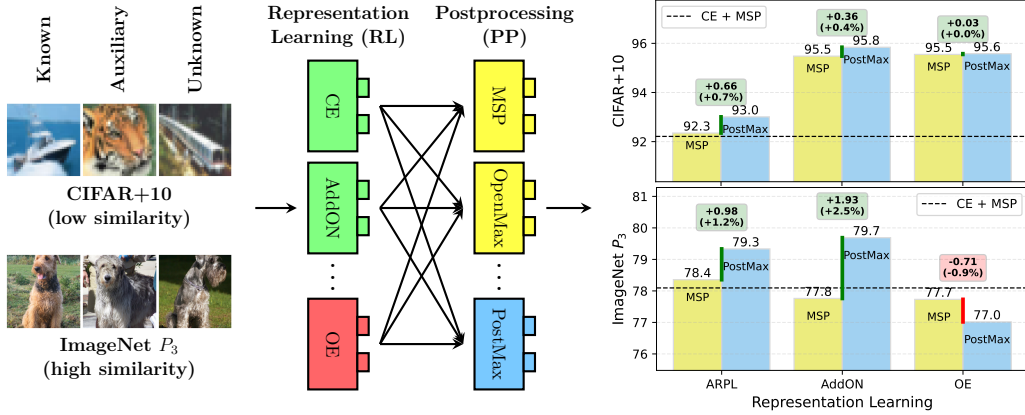 Known
Auxiliary
Unknown
CIFAR+10
(low similarity)
ImageNet P3
(high similarity)
Representation
Learning (RL)
CE
AddON
OE
Postprocessing
(PP)
MSP
OpenMax
PostMax
CIFAR+10
96
94
92
CE + MSP
+0.66
(+0.7%)
92.3
93.0
MSP
PostMax
+0.36
(+0.4%)
95.5
95.8
MSP
PostMax
+0.03
(+0.0%)
95.5
95.6
MSP
PostMax
ImageNet P3
81
80
79
78
77
76
CE + MSP
+0.98
(+1.2%)
78.4
79.3
MSP
PostMax
+1.93
(+2.5%)
77.8
79.7
MSP
PostMax
-0.71
(-0.9%)
77.7
77.0
MSP
PostMax
ARPL
AddON
OE
Representation Learning